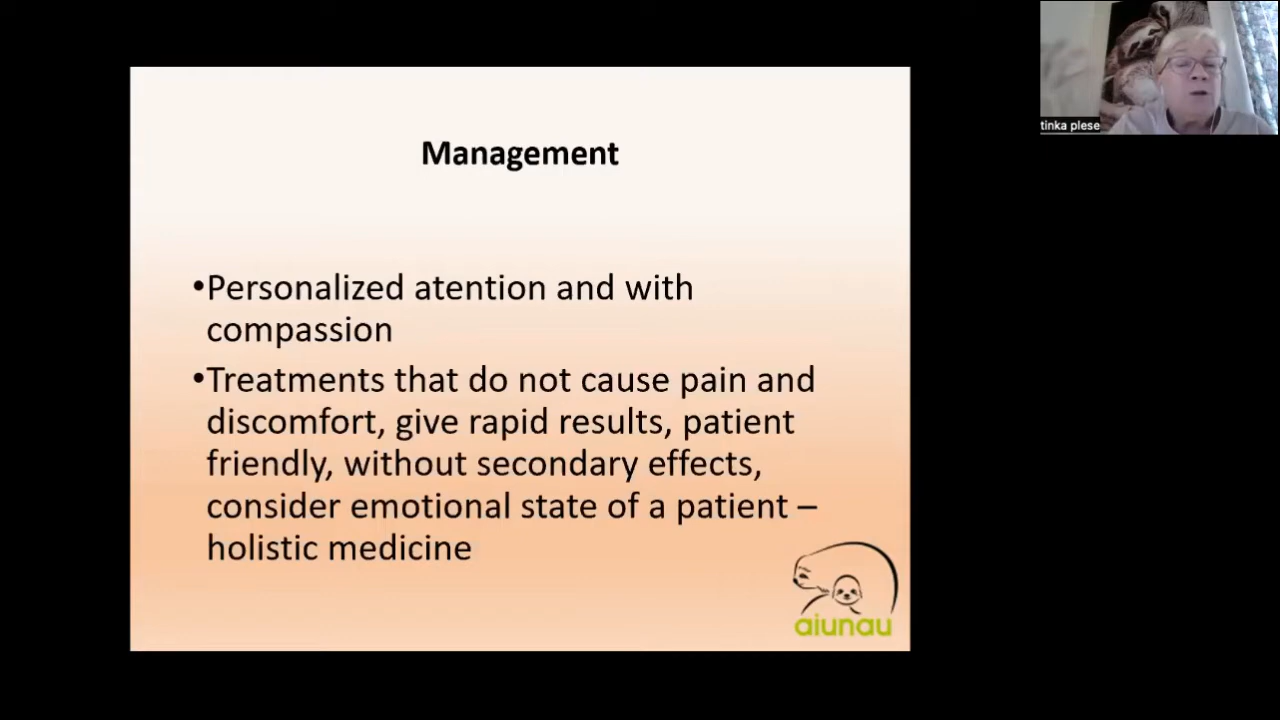 Management
•Personalized atention and with
compassion
•Treatments that do not cause pain and
discomfort, give rapid results, patient
friendly, without secondary effects,
consider emotional state of a patient –
holistic medicine
aiunau
tinka plese